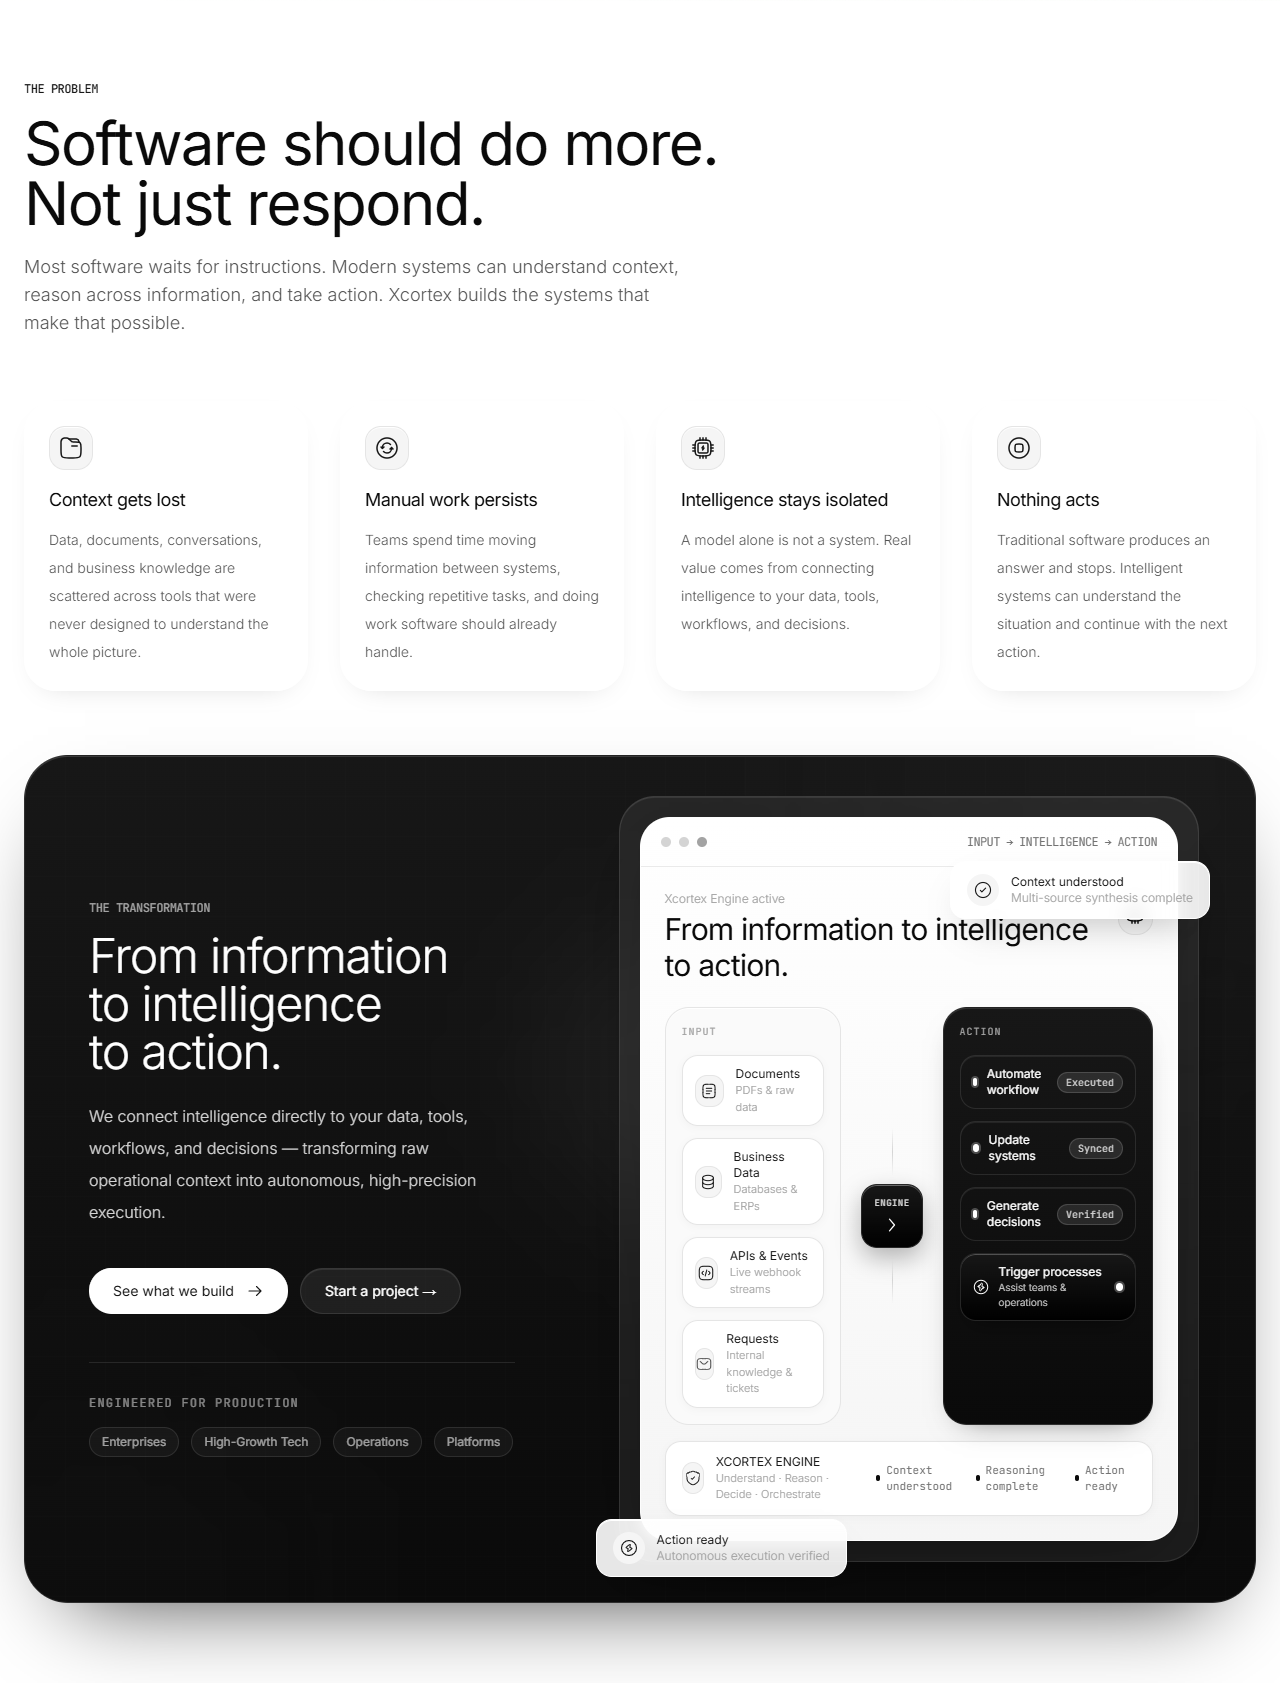 THE PROBLEM
Software should do more.
Not just respond.
Most software waits for instructions. Modern systems can understand context,
reason across information, and take action. Xcortex builds the systems that
make that possible.
Context gets lost
Data, documents, conversations,
and business knowledge are
scattered across tools that were
never designed to understand the
whole picture.
Manual work persists
Teams spend time moving
information between systems,
checking repetitive tasks, and doing
work software should already
handle.
Intelligence stays isolated
A model alone is not a system. Real
value comes from connecting
intelligence to your data, tools,
workflows, and decisions.
Nothing acts
Traditional software produces an
answer and stops. Intelligent
systems can understand the
situation and continue with the next
action.
THE TRANSFORMATION
From information
to intelligence
to action.
We connect intelligence directly to your data, tools,
workflows, and decisions — transforming raw
operational context into autonomous, high-precision
execution.
See what we build →
Start a project →
ENGINEERED FOR PRODUCTION
Enterprises
High-Growth Tech
Operations
Platforms
INPUT → INTELLIGENCE → ACTION
Context understood
Multi-source synthesis complete
Xcortex Engine active
From information to intelligence
to action.
INPUT
Documents
PDFs & raw
data
Business
Data
Databases &
ERPs
APIs & Events
Live webhook
streams
Requests
Internal
knowledge &
tickets
ENGINE
ACTION
Automate
workflow
Executed
Update
systems
Synced
Generate
decisions
Verified
Trigger processes
Assist teams &
operations
XCORTEX ENGINE
Understand · Reason ·
Decide · Orchestrate
Context
understood
Reasoning
complete
Action
ready
Action ready
Autonomous execution verified